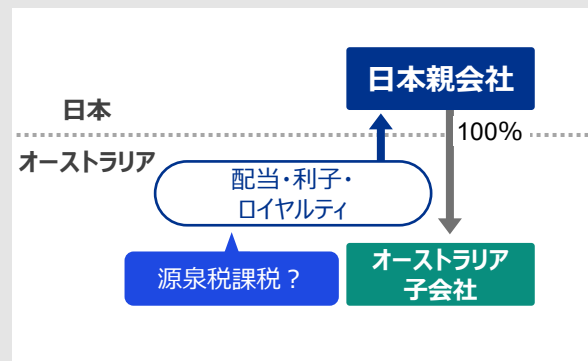 日本親会社
日本
100%
オーストラリア
配当・利子・
ロイヤルティ
源泉税課税？
オーストラリア
子会社